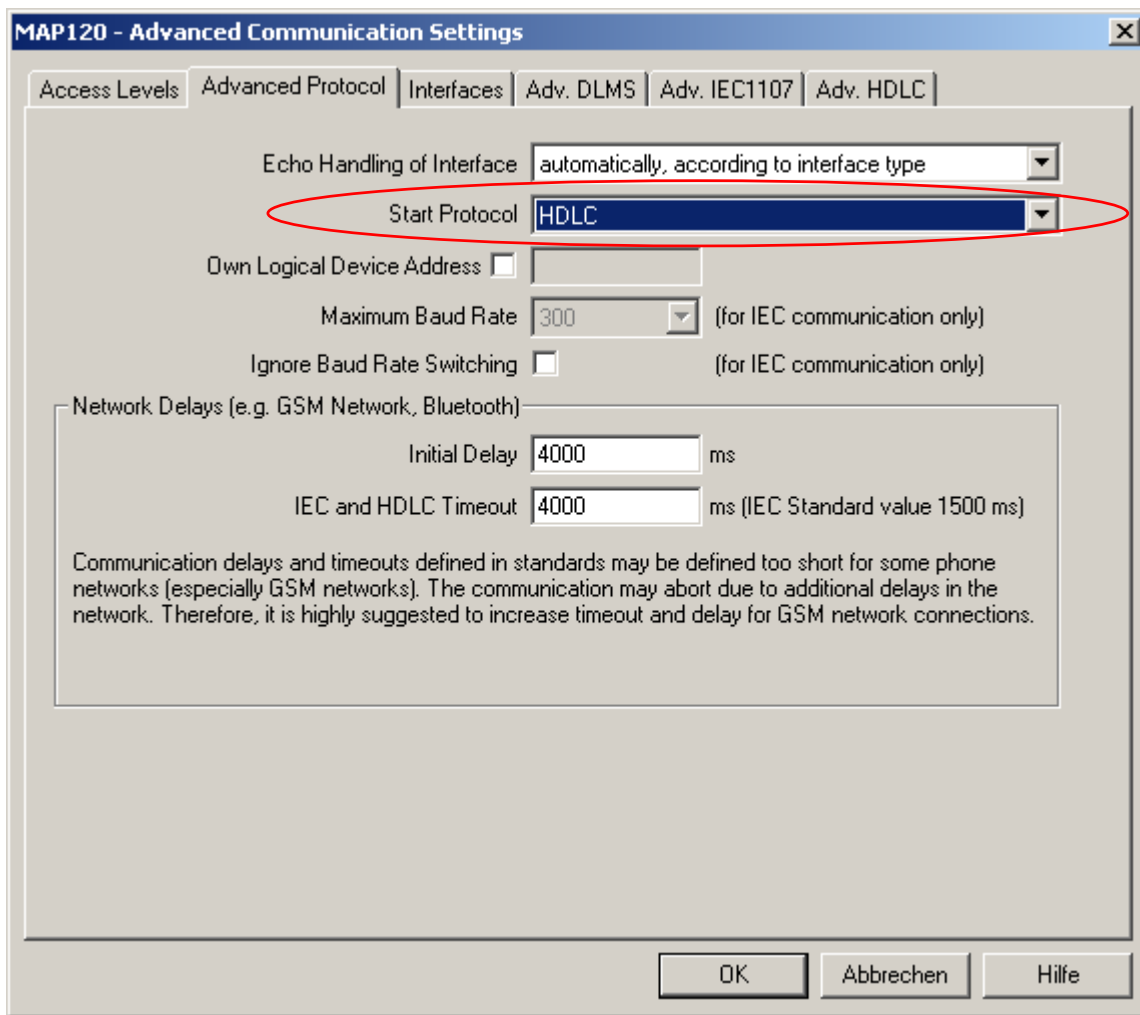 MAP120 - Advanced Communication Settings
Access Levels Advanced Protocol Interfaces Adv. DLMS Adv. IEC1107 Adv. HDLC
Echo Handling of Interface automatically, according to interface type
Start Protocol HDLC
Own Logical Device Address
Maximum Baud Rate 300 (for IEC communication only)
Ignore Baud Rate Switching (for IEC communication only)
Network Delays (e.g. GSM Network, Bluetooth)
Initial Delay 4000 ms
IEC and HDLC Timeout 4000 ms (IEC Standard value 1500 ms)
Communication delays and timeouts defined in standards may be defined too short for some phone
networks (especially GSM networks). The communication may abort due to additional delays in the
network. Therefore, it is highly suggested to increase timeout and delay for GSM network connections.
OK Abbrechen Hilfe